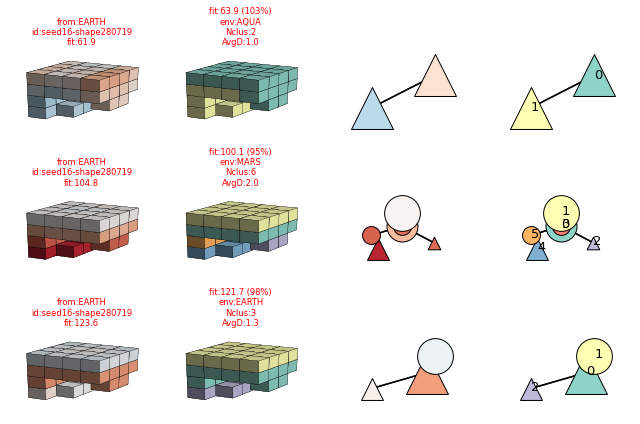 from:EARTH
id:seed16-shape280719
fit:61.9
fit:63.9 (103%)
env:AQUA
Nclus:2
AvgD:1.0
0
1
from:EARTH
id:seed16-shape280719
fit:104.8
fit:100.1 (95%)
env:MARS
Nclus:6
AvgD:2.0
1
5
2
4
from:EARTH
id:seed16-shape280719
fit:123.6
fit:121.7 (98%)
env:EARTH
Nclus:3
AvgD:1.3
1
0
2